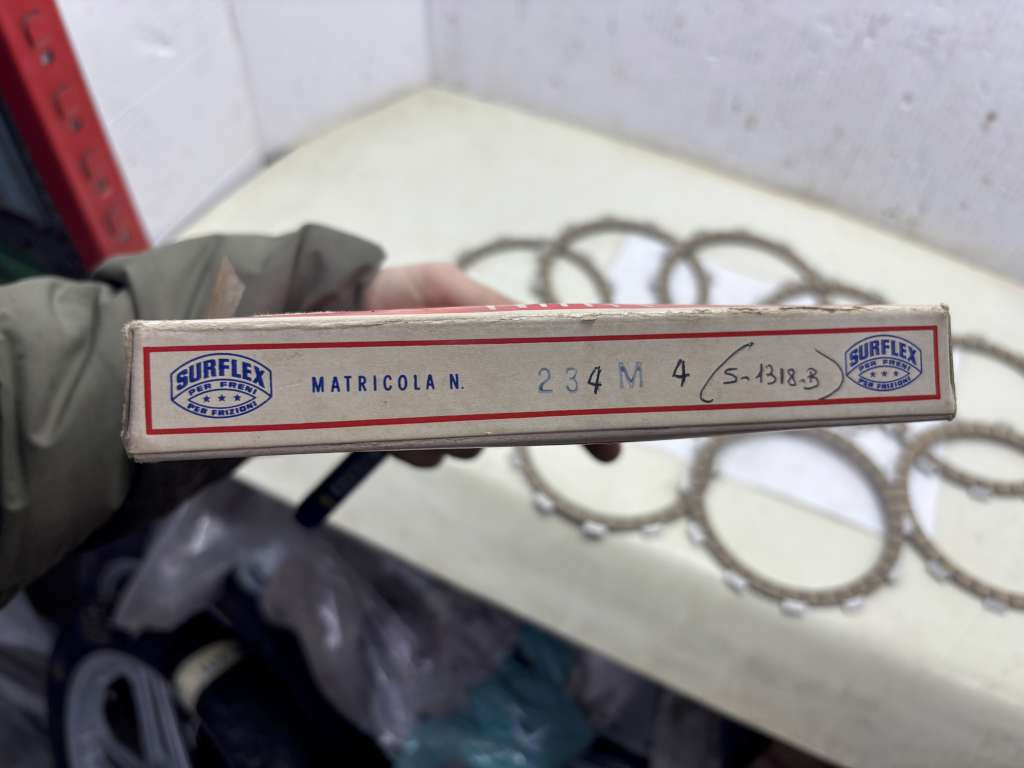 SURFLEX
PER FRENI
PER FRIZIONI
MATRICOLA N. 234 M 4 (S-1318-B)
SURFLEX
PER FRENI
PER FRIZIONI